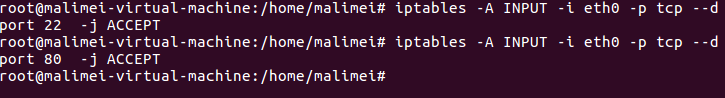 root@malimei-virtual-machine:/home/malimei# iptables -A INPUT -i eth0 -p tcp --d
port 22  -j ACCEPT
root@malimei-virtual-machine:/home/malimei# iptables -A INPUT -i eth0 -p tcp --d
port 80  -j ACCEPT
root@malimei-virtual-machine:/home/malimei#